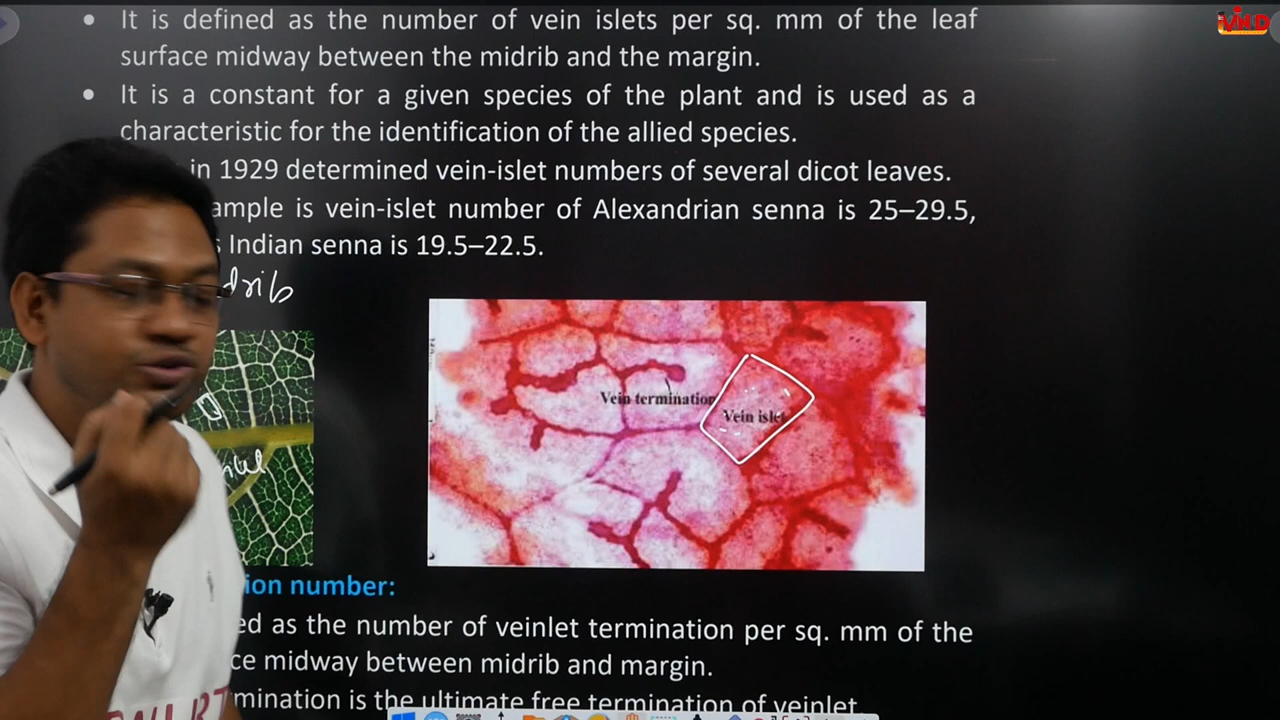 • It is defined as the number of vein islets per sq. mm of the leaf
surface midway between the midrib and the margin.
• It is a constant for a given species of the plant and is used as a
characteristic for the identification of the allied species.
in 1929 determined vein-islet numbers of several dicot leaves.
ample is vein-islet number of Alexandrian senna is 25–29.5,
s Indian senna is 19.5–22.5.
drib
Vein termination
Vein islet
ion number:
ed as the number of veinlet termination per sq. mm of the
ce midway between midrib and margin.
mination is the ultimate free termination of veinlet